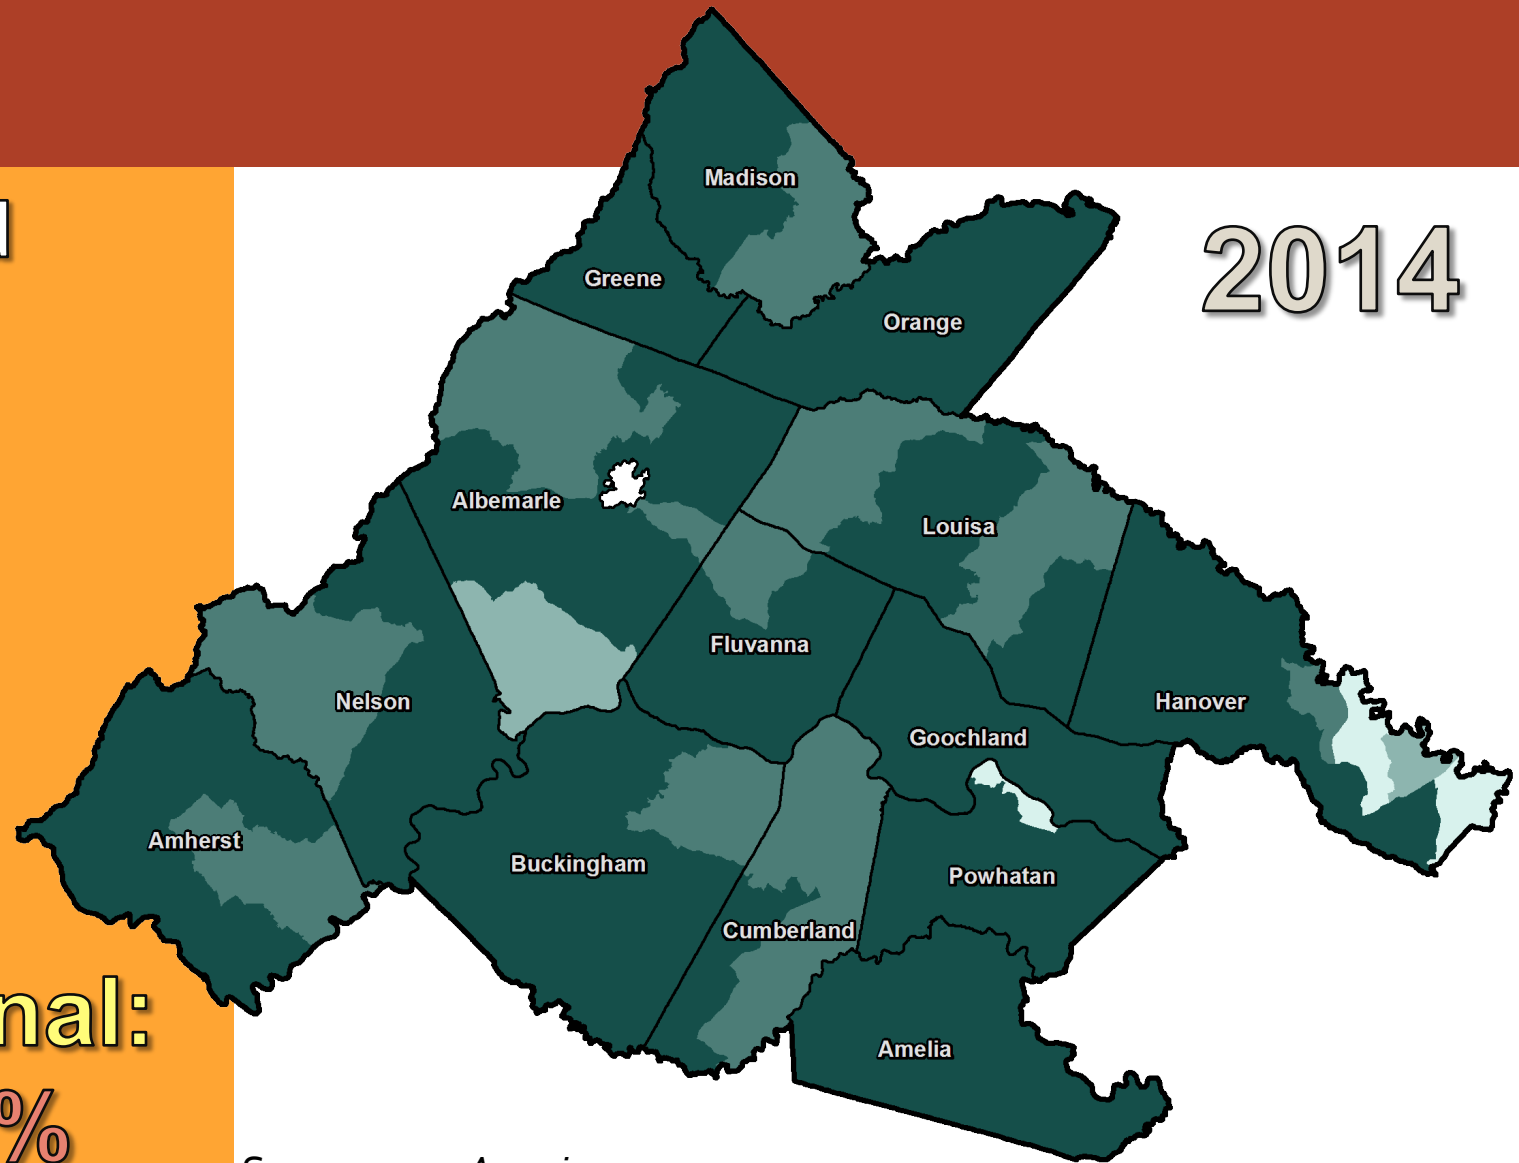 Madison
2014
Greene
Orange
Albemarle
Louisa
Fluvanna
Nelson
Hanover
Goochland
Amherst
Buckingham
Powhatan
Cumberland
nal:
Amelia
%